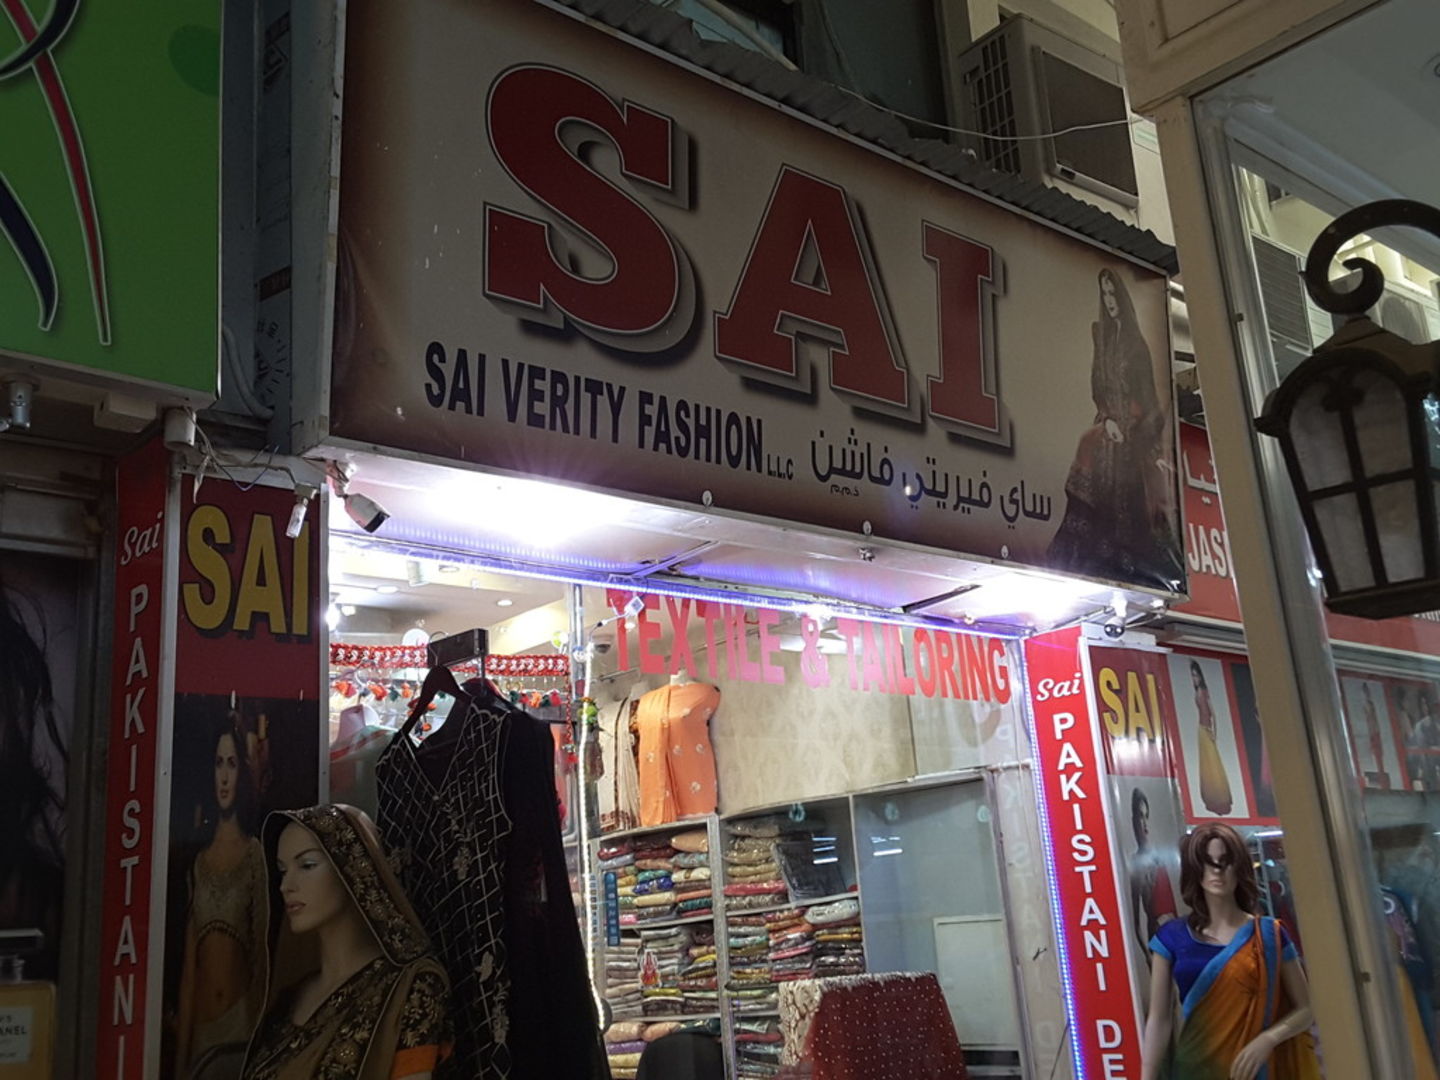 SAI
SAI VERITY FASHION L.L.C
ساي فيريتي فاشن ذ.م.م
TEXTILE & TAILORING
Sai PAKISTANI
SAI
Sai PAKISTANI DE
SAI
JAS